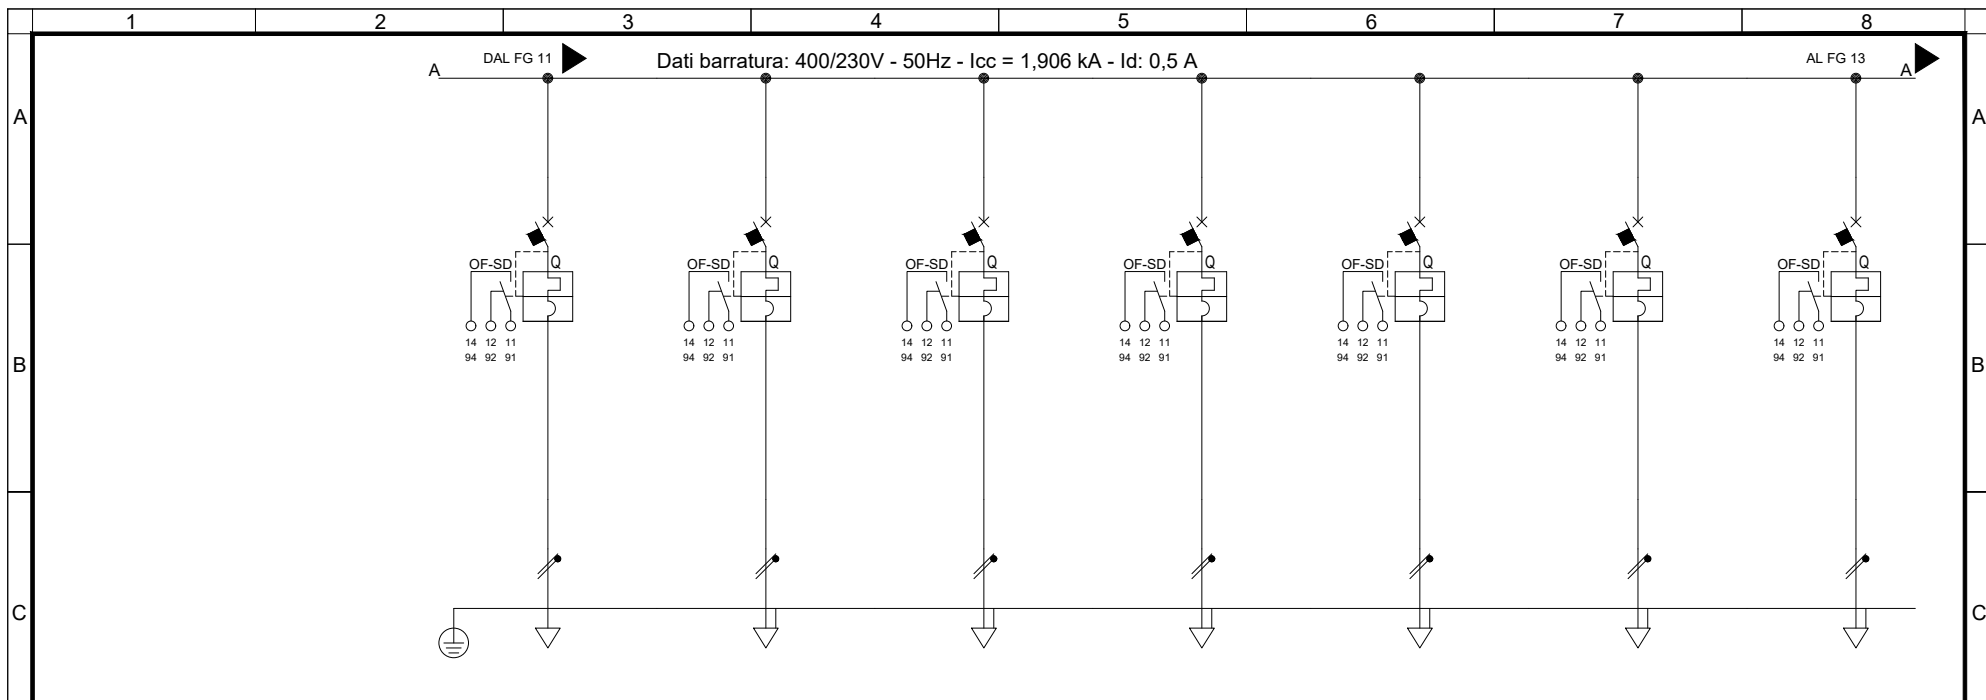 1 2 3 4 5 6 7 8
DAL FG 11 Dati barratura: 400/230V - 50Hz - Icc = 1,906 kA - Id: 0,5 A AL FG 13
A A
A A
OF-SD Q OF-SD Q OF-SD Q OF-SD Q OF-SD Q OF-SD Q OF-SD Q
14 12 11 14 12 11 14 12 11 14 12 11 14 12 11 14 12 11 14 12 11
94 92 91 94 92 91 94 92 91 94 92 91 94 92 91 94 92 91 94 92 91
B B
C C